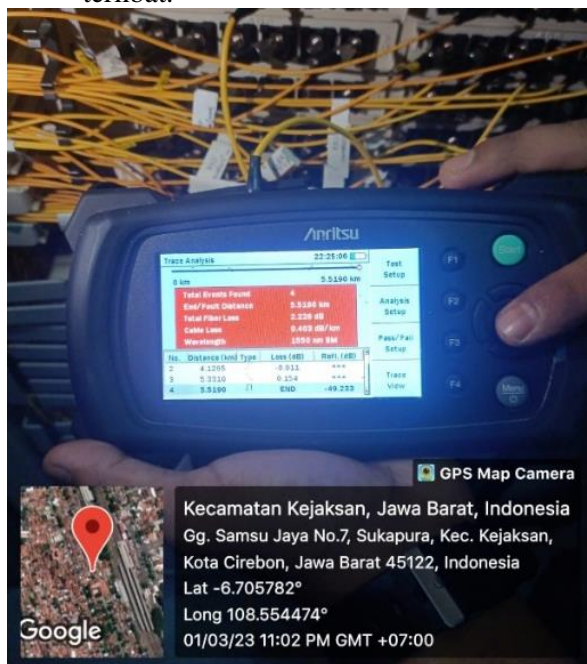 terlibat.
Anritsu
Trace Analysis 22:25:06
0 km 5.5190 km
Total Events Found 4
End/Fault Distance 5.5190 km
Total Fiber Loss 2.226 dB
Cable Loss 0.403 dB/km
Wavelength 1550 nm SM
No. Distance (km) Type Loss (dB) Refl. (dB)
2 4.1265 -0.011 ***
3 5.3310 0.154 ***
4 5.5190 END -49.233
Test Setup
Analysis Setup
Pass/Fail Setup
Trace View
F1
F2
F3
F4
Start
Menu
GPS Map Camera
Kecamatan Kejaksan, Jawa Barat, Indonesia
Gg. Samsu Jaya No.7, Sukapura, Kec. Kejaksan,
Kota Cirebon, Jawa Barat 45122, Indonesia
Lat -6.705782°
Long 108.554474°
01/03/23 11:02 PM GMT +07:00
Google